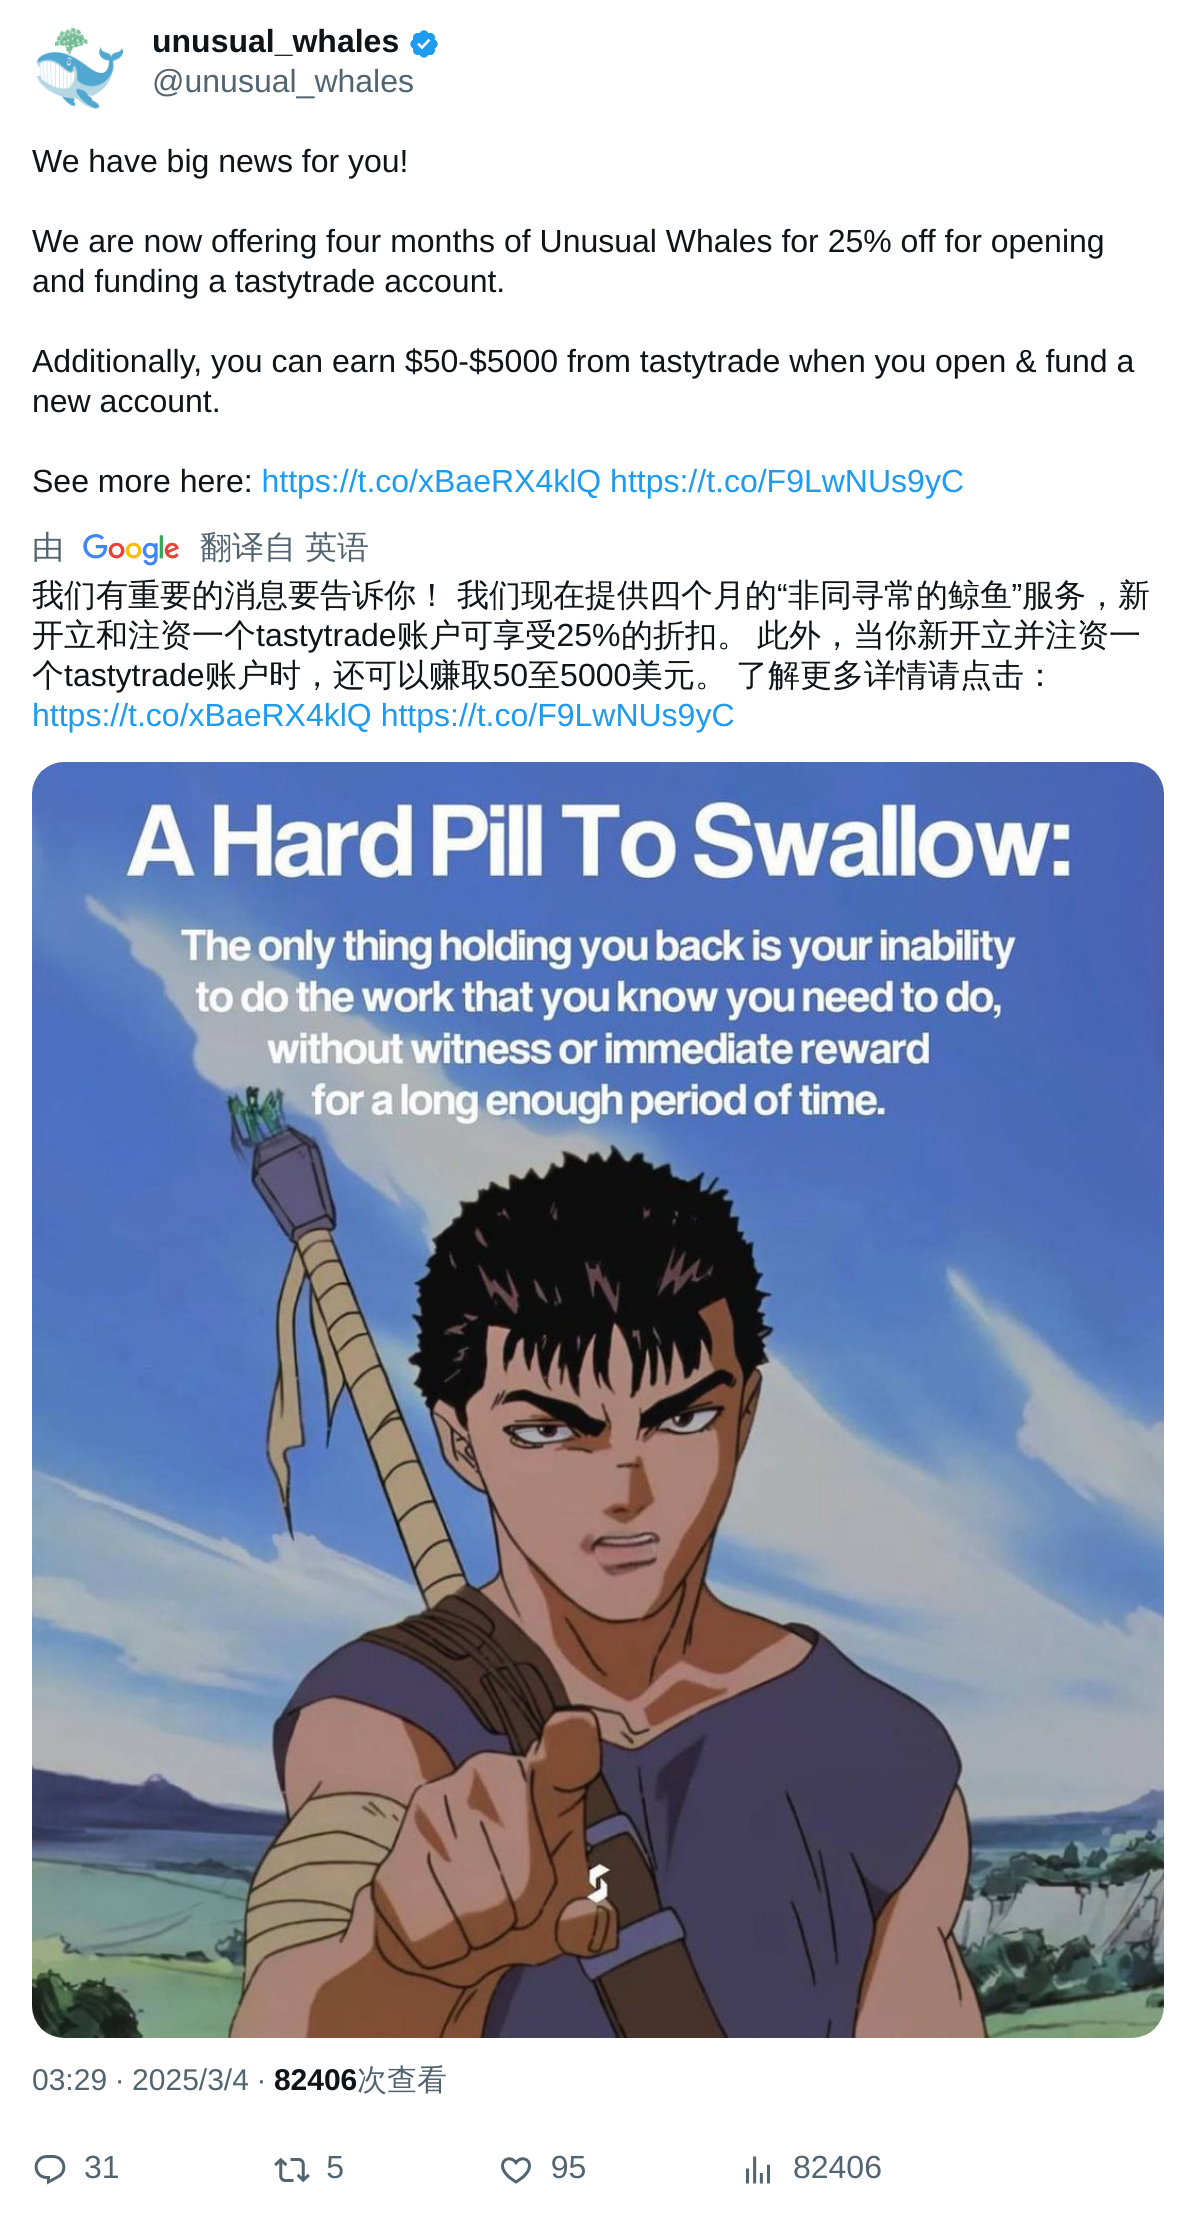 unusual_whales
@unusual_whales
We have big news for you!
We are now offering four months of Unusual Whales for 25% off for opening
and funding a tastytrade account.
Additionally, you can earn $50-$5000 from tastytrade when you open & fund a
new account.
See more here: https://t.co/xBaeRX4klQ https://t.co/F9LwNUs9yC
由 Google 翻译自 英语
我们有重要的消息要告诉你！ 我们现在提供四个月的“非同寻常的鲸鱼”服务，新
开立和注资一个tastytrade账户可享受25%的折扣。 此外，当你新开立并注资一
个tastytrade账户时，还可以赚取50至5000美元。 了解更多详情请点击：
https://t.co/xBaeRX4klQ https://t.co/F9LwNUs9yC
A Hard Pill To Swallow:
The only thing holding you back is your inability
to do the work that you know you need to do,
without witness or immediate reward
for a long enough period of time.
03:29 · 2025/3/4 · 82406次查看
31 5 95 82406